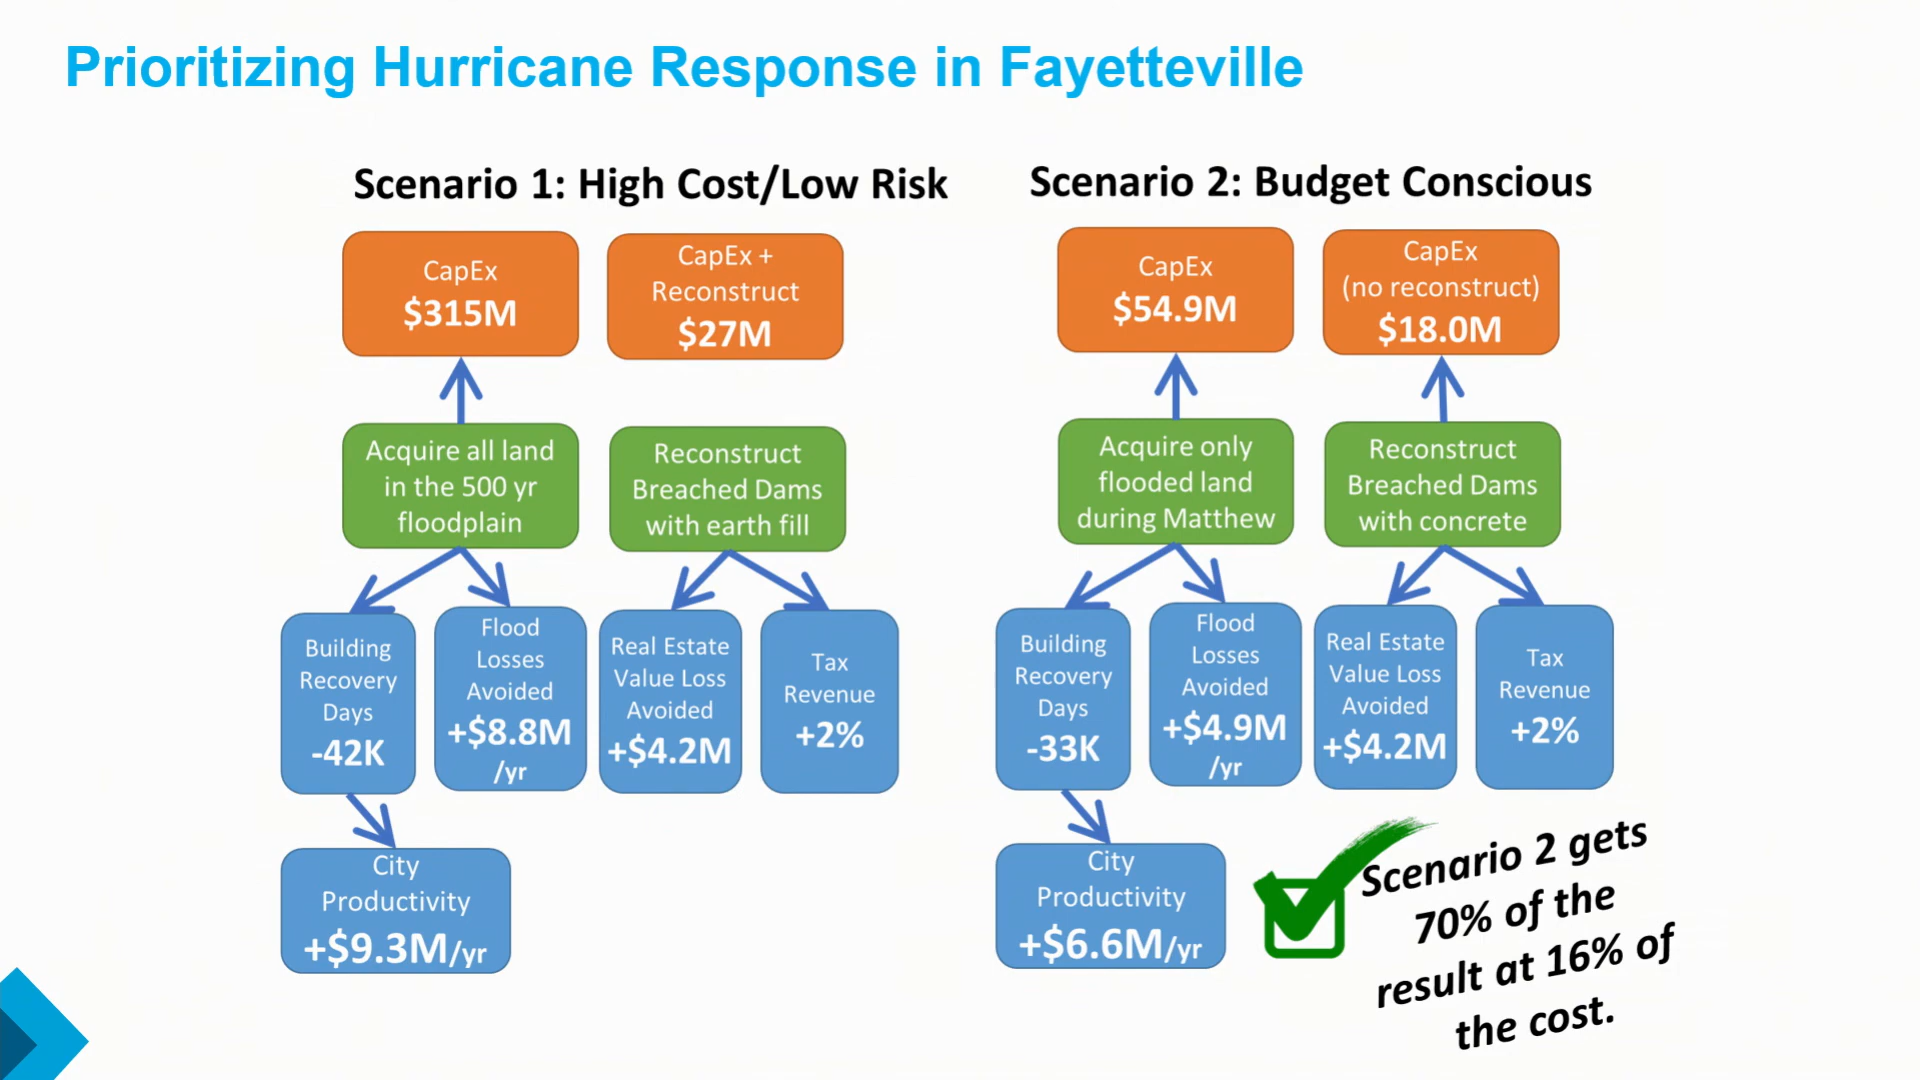 Prioritizing Hurricane Response in Fayetteville
Scenario 1: High Cost/Low Risk
CapEx
$315M
CapEx +
Reconstruct
$27M
Acquire all land
in the 500 yr
floodplain
Reconstruct
Breached Dams
with earth fill
Building
Recovery
Days
-42K
Flood
Losses
Avoided
+$8.8M
/yr
Real Estate
Value Loss
Avoided
+$4.2M
Tax
Revenue
+2%
City
Productivity
+$9.3M/yr
Scenario 2: Budget Conscious
CapEx
$54.9M
CapEx
(no reconstruct)
$18.0M
Acquire only
flooded land
during Matthew
Reconstruct
Breached Dams
with concrete
Building
Recovery
Days
-33K
Flood
Losses
Avoided
+$4.9M
/yr
Real Estate
Value Loss
Avoided
+$4.2M
Tax
Revenue
+2%
City
Productivity
+$6.6M/yr
Scenario 2 gets
70% of the
result at 16% of
the cost.